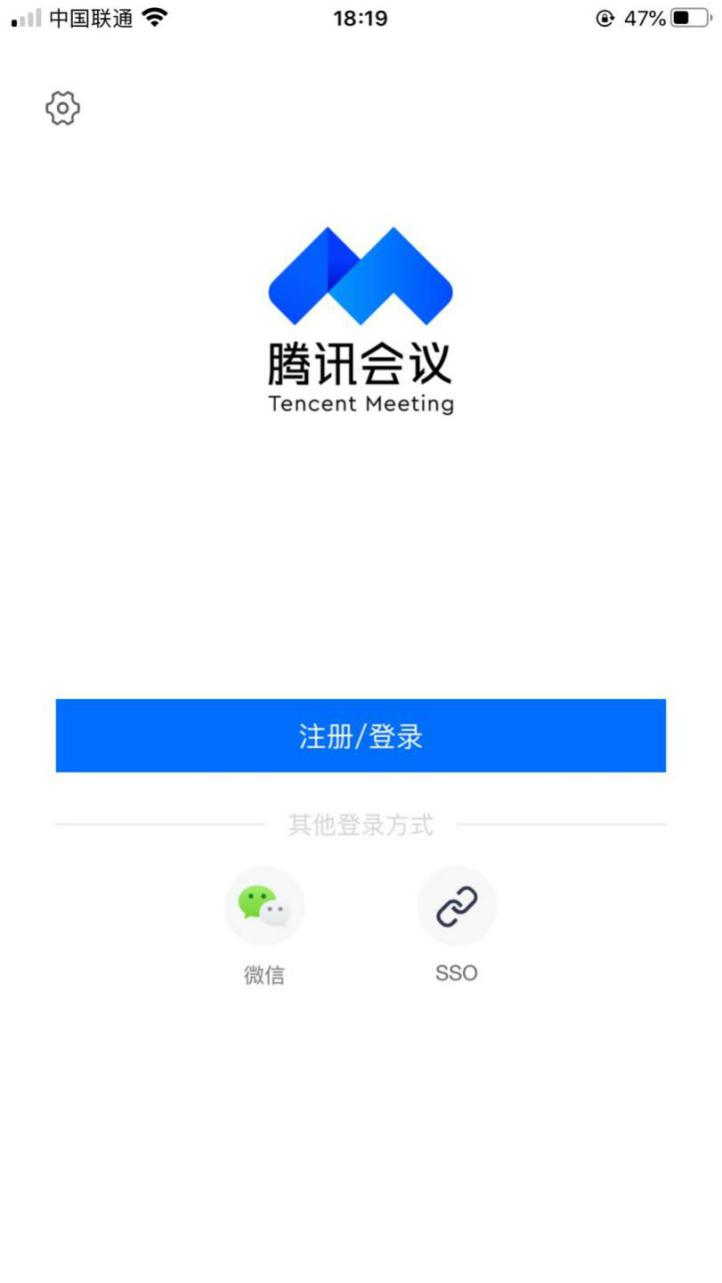 中国联通 18:19 47%
腾讯会议
Tencent Meeting
注册/登录
其他登录方式
微信 SSO